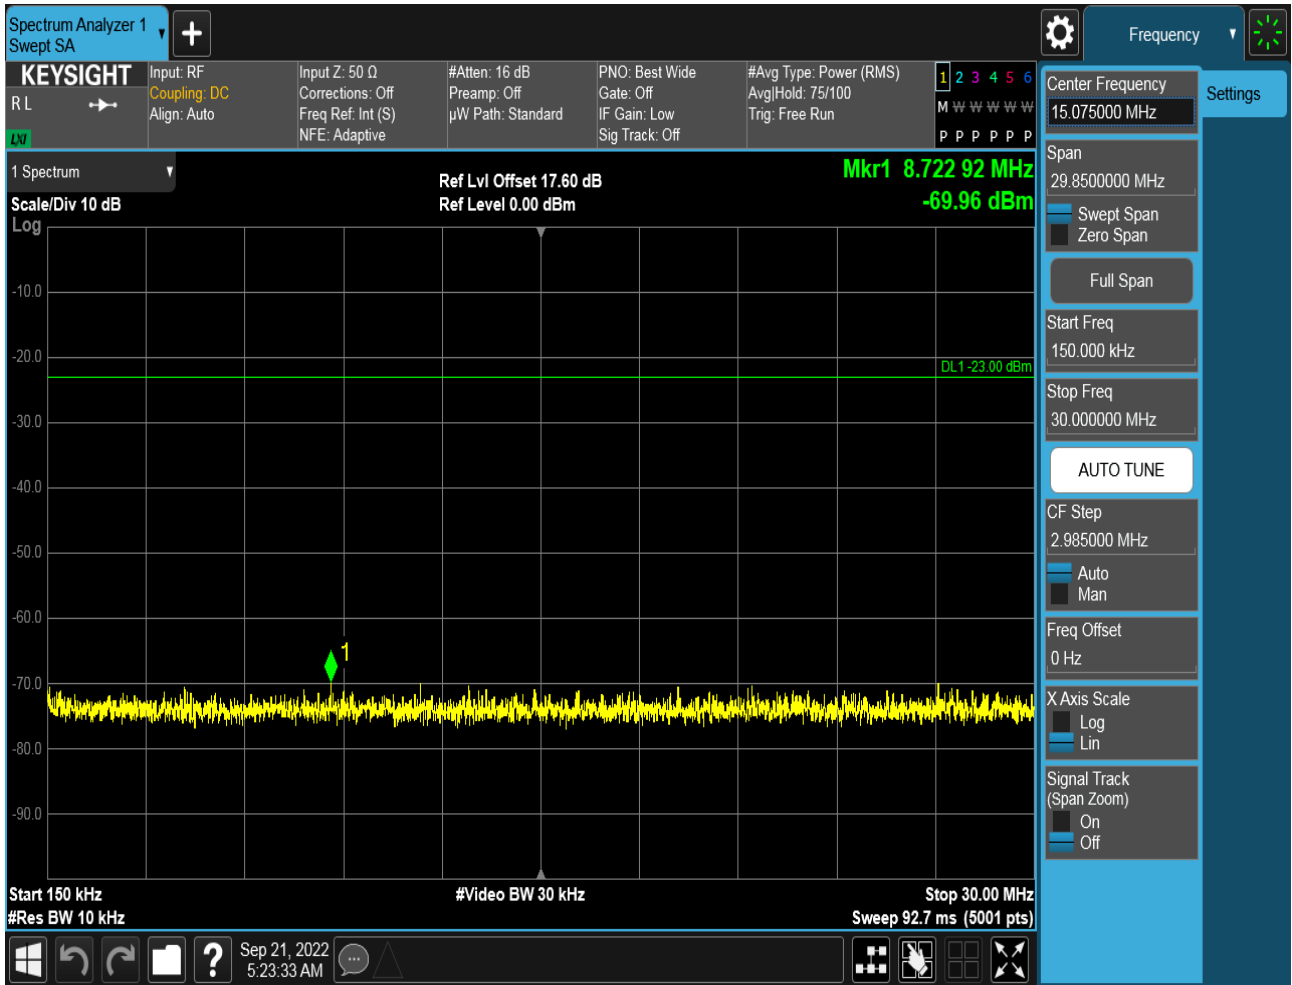 Spectrum Analyzer 1
Swept SA
Frequency
KEYSIGHT
R L
LXI
Input: RF
Coupling: DC
Align: Auto
Input Z: 50 Ω
Corrections: Off
Freq Ref: Int (S)
NFE: Adaptive
#Atten: 16 dB
Preamp: Off
µW Path: Standard
PNO: Best Wide
Gate: Off
IF Gain: Low
Sig Track: Off
#Avg Type: Power (RMS)
Avg|Hold: 75/100
Trig: Free Run
1 2 3 4 5 6
M W W W W W
P P P P P P
1 Spectrum
Scale/Div 10 dB
Log
Ref Lvl Offset 17.60 dB
Ref Level 0.00 dBm
Mkr1 8.722 92 MHz
-69.96 dBm
-10.0
-20.0
DL1 -23.00 dBm
-30.0
-40.0
-50.0
-60.0
1
-70.0
-80.0
-90.0
Start 150 kHz
#Video BW 30 kHz
Stop 30.00 MHz
#Res BW 10 kHz
Sweep 92.7 ms (5001 pts)
Center Frequency
15.075000 MHz
Settings
Span
29.8500000 MHz
Swept Span
Zero Span
Full Span
Start Freq
150.000 kHz
Stop Freq
30.000000 MHz
AUTO TUNE
CF Step
2.985000 MHz
Auto
Man
Freq Offset
0 Hz
X Axis Scale
Log
Lin
Signal Track
(Span Zoom)
On
Off
?
Sep 21, 2022
5:23:33 AM